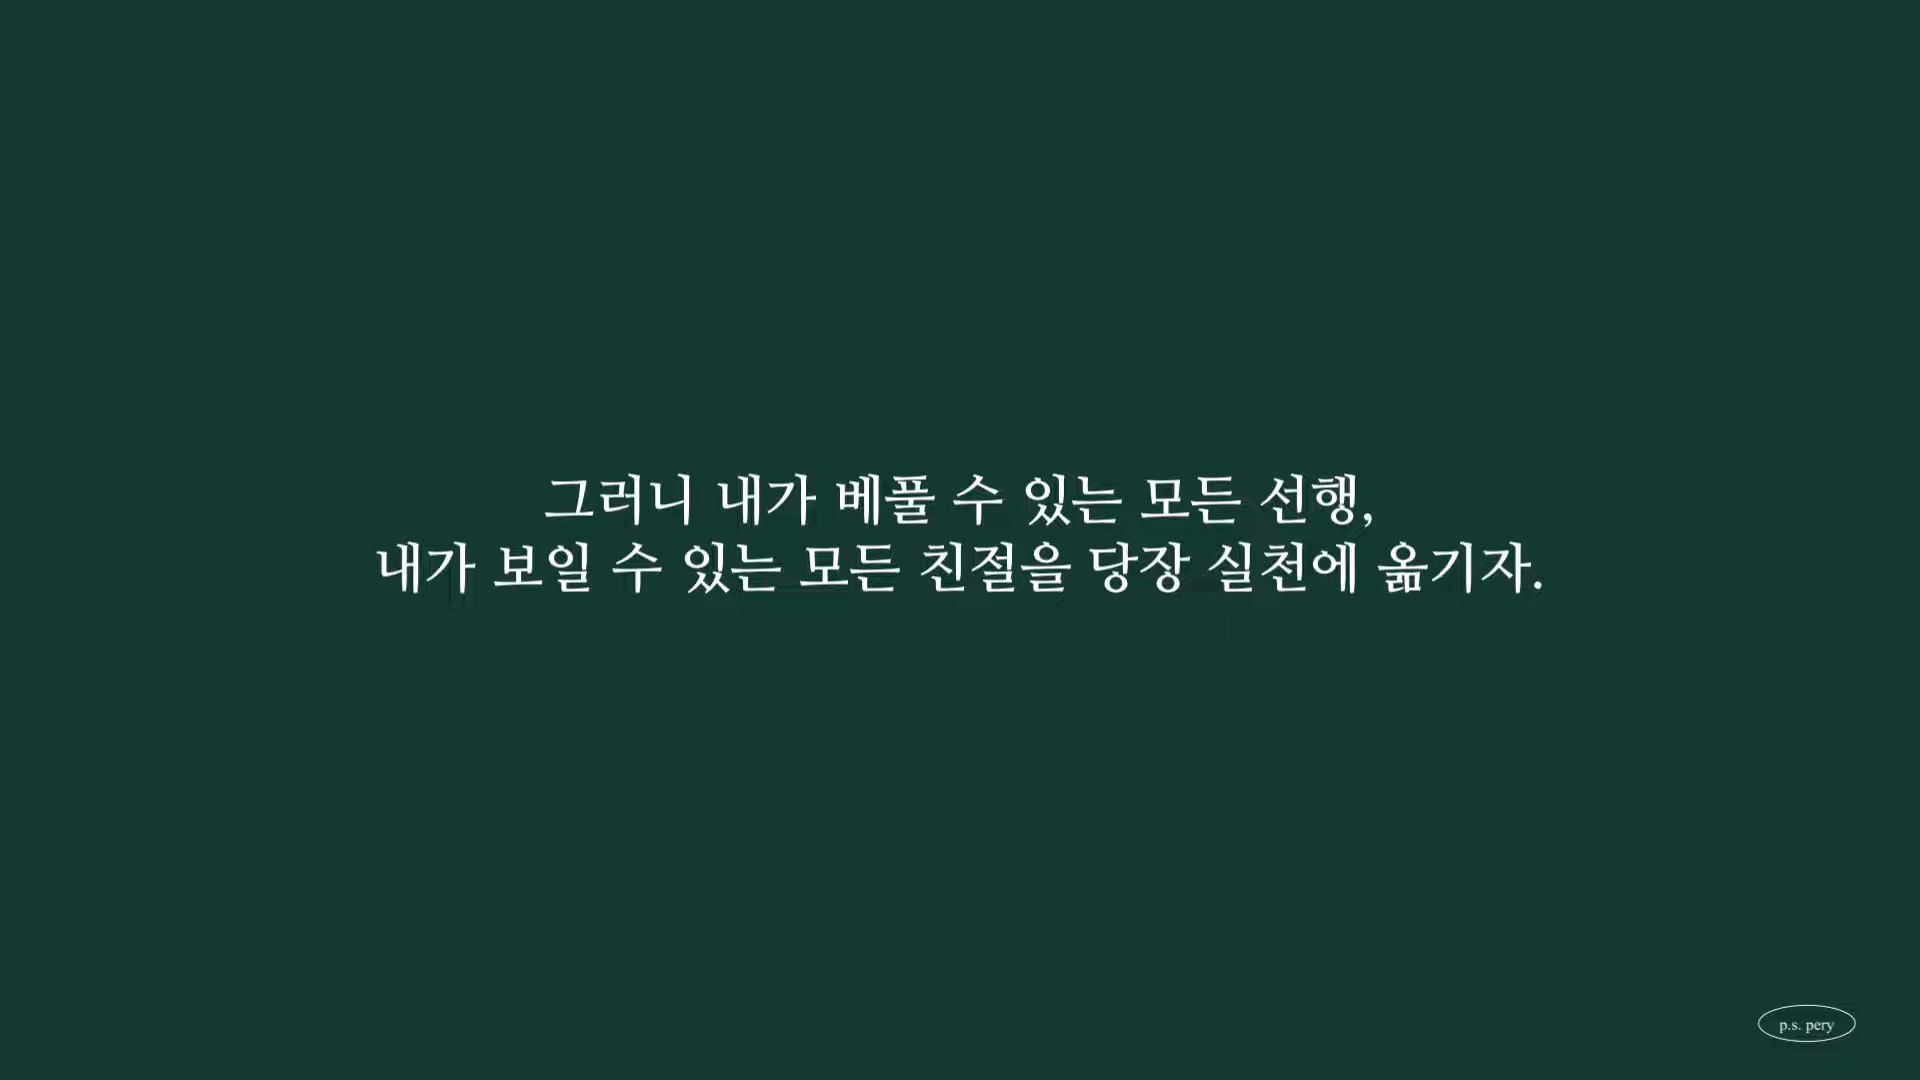 그러니 내가 베풀 수 있는 모든 선행,
내가 보일 수 있는 모든 친절을 당장 실천에 옮기자.
p.s. pery